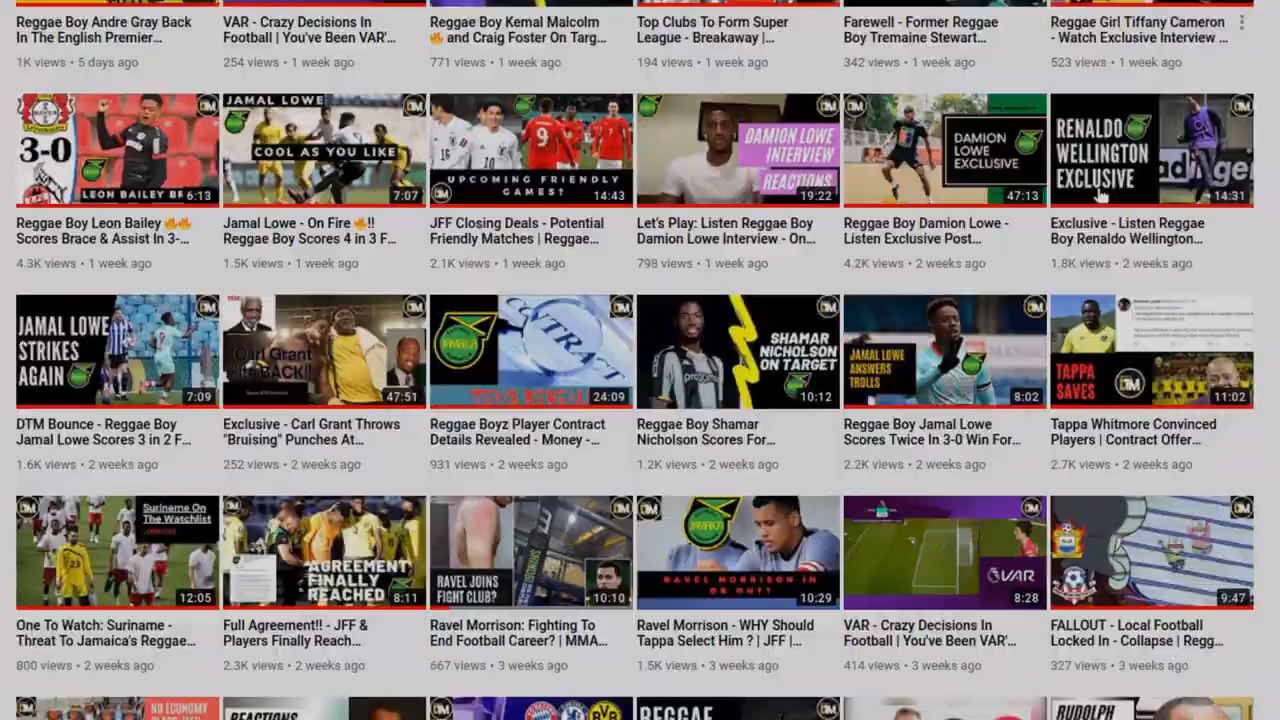 Reggae Boy Andre Gray Back
In The English Premier...
1K views • 5 days ago
VAR - Crazy Decisions In
Football | You've Been VAR'...
254 views • 1 week ago
Reggae Boy Kemal Malcolm
🔥 and Craig Foster On Targ...
771 views • 1 week ago
Top Clubs To Form Super
League - Breakaway |...
194 views • 1 week ago
Farewell - Former Reggae
Boy Tremaine Stewart...
342 views • 1 week ago
Reggae Girl Tiffany Cameron
- Watch Exclusive Interview ...
523 views • 1 week ago
3-0
LEON BAILEY
6:13
JAMAL LOWE
COOL AS YOU LIKE
7:07
UPCOMING FRIENDLY
GAMES?
14:43
DAMION LOWE
INTERVIEW
REACTIONS
19:22
DAMION
LOWE
EXCLUSIVE
47:13
RENALDO
WELLINGTON
EXCLUSIVE
14:31
Reggae Boy Leon Bailey 🔥🔥
Scores Brace & Assist In 3-...
4.3K views • 1 week ago
Jamal Lowe - On Fire 🔥!!
Reggae Boy Scores 4 in 3 F...
1.5K views • 1 week ago
JFF Closing Deals - Potential
Friendly Matches | Reggae...
2.1K views • 1 week ago
Let's Play: Listen Reggae Boy
Damion Lowe Interview - On...
798 views • 1 week ago
Reggae Boy Damion Lowe -
Listen Exclusive Post...
4.2K views • 2 weeks ago
Exclusive - Listen Reggae
Boy Renaldo Wellington...
1.8K views • 2 weeks ago
JAMAL LOWE
STRIKES
AGAIN
7:09
Carl Grant
BACK!!
47:51
JAMAICA
24:09
SHAMAR
NICHOLSON
ON TARGET
10:12
JAMAL LOWE
ANSWERS
TROLLS
8:02
TAPPA
SAVES
11:02
DTM Bounce - Reggae Boy
Jamal Lowe Scores 3 in 2 F...
1.6K views • 2 weeks ago
Exclusive - Carl Grant Throws
"Bruising" Punches At...
252 views • 2 weeks ago
Reggae Boyz Player Contract
Details Revealed - Money -...
931 views • 2 weeks ago
Reggae Boy Shamar
Nicholson Scores For...
1.2K views • 2 weeks ago
Reggae Boy Jamal Lowe
Scores Twice In 3-0 Win For...
2.2K views • 2 weeks ago
Tappa Whitmore Convinced
Players | Contract Offer...
2.7K views • 2 weeks ago
Suriname On
The Watchlist
12:05
AGREEMENT
FINALLY
REACHED
8:11
RAVEL JOINS
FIGHT CLUB?
10:10
RAVEL MORRISON IN
OR OUT?
10:29
VAR
8:28
9:47
One To Watch: Suriname -
Threat To Jamaica's Reggae...
800 views • 2 weeks ago
Full Agreement!! - JFF &
Players Finally Reach...
2.3K views • 2 weeks ago
Ravel Morrison: Fighting To
End Football Career? | MMA...
667 views • 3 weeks ago
Ravel Morrison - WHY Should
Tappa Select Him ? | JFF |...
1.5K views • 3 weeks ago
VAR - Crazy Decisions In
Football | You've Been VAR'...
414 views • 3 weeks ago
FALLOUT - Local Football
Locked In - Collapse | Regg...
327 views • 3 weeks ago
NO ECONOMY
REACTIONS
REGGAE
RUDOLPH